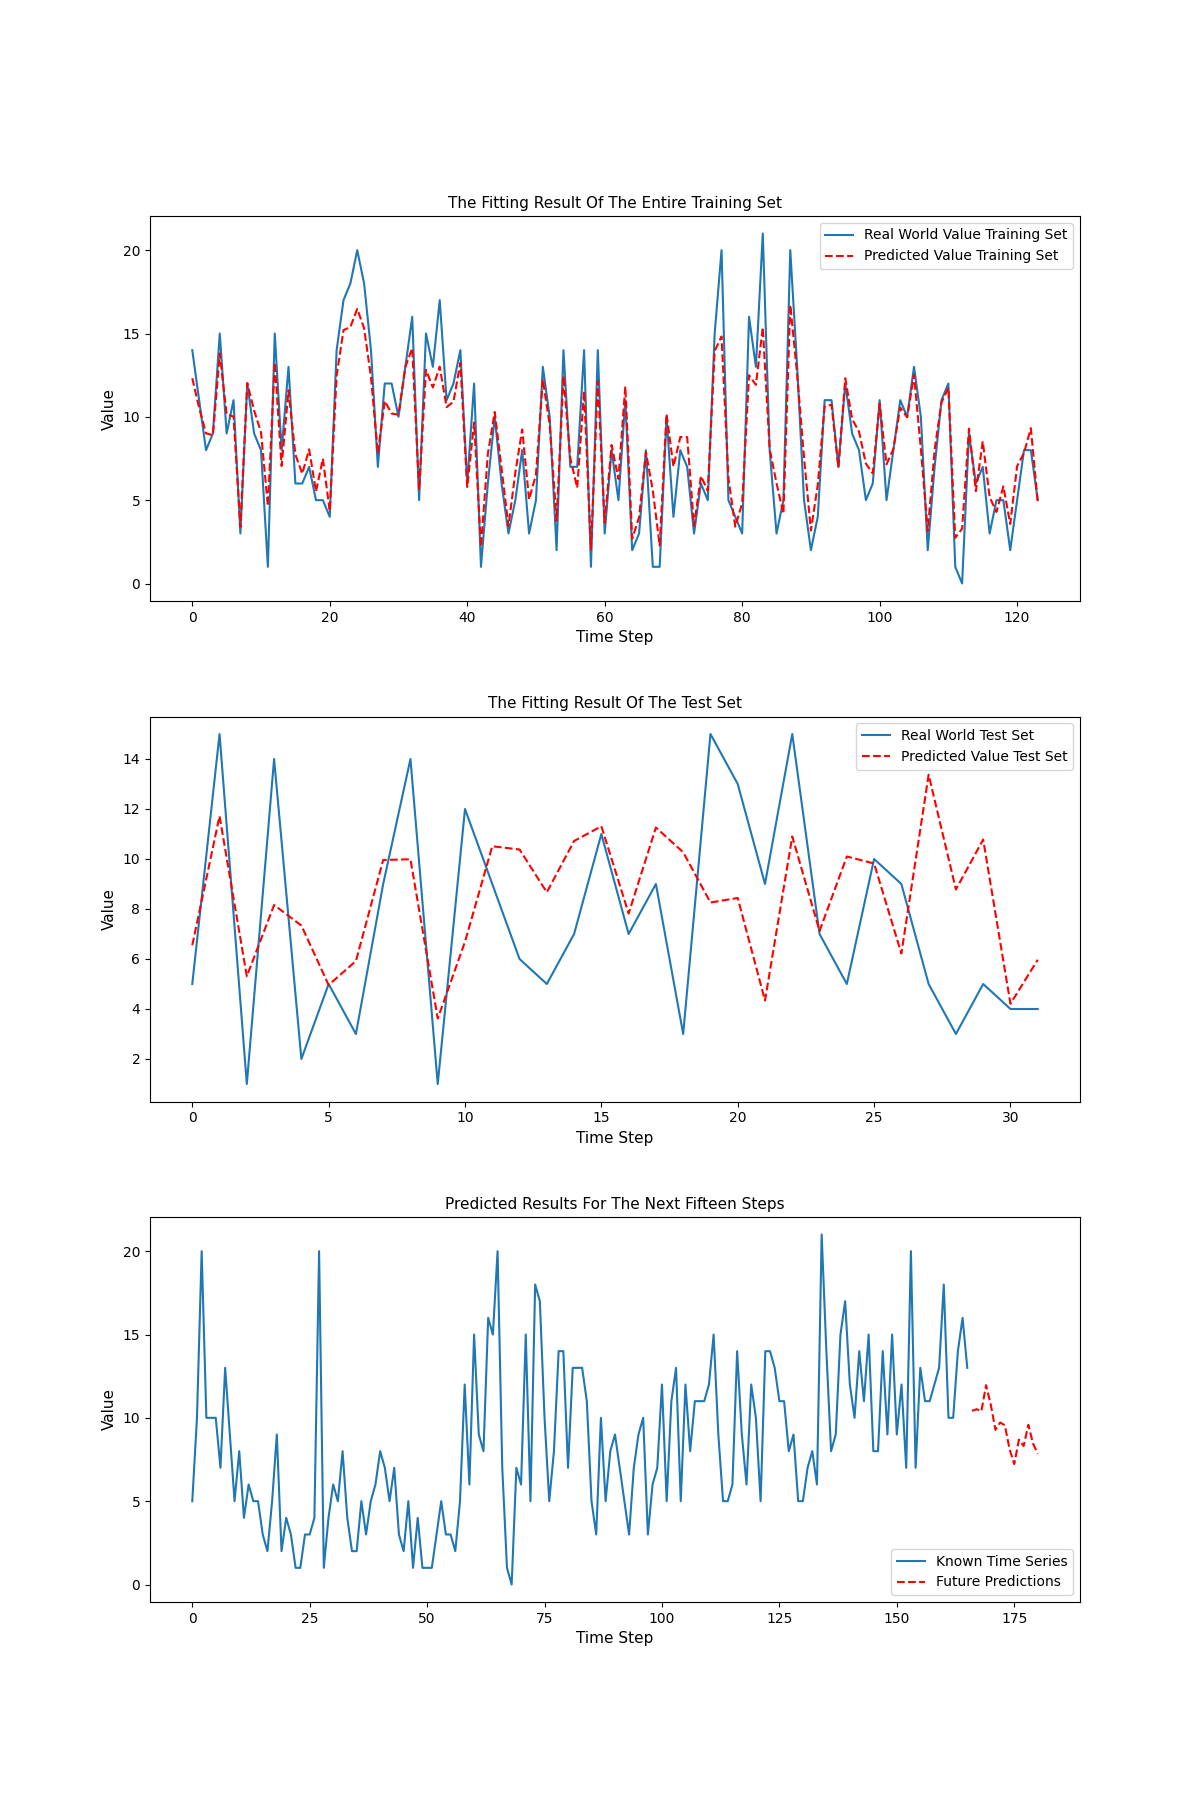 The Fitting Result Of The Entire Training Set
Real World Value Training Set
Predicted Value Training Set
Value
20
15
10
5
0
0 20 40 60 80 100 120
Time Step
The Fitting Result Of The Test Set
Real World Test Set
Predicted Value Test Set
Value
14
12
10
8
6
4
2
0 5 10 15 20 25 30
Time Step
Predicted Results For The Next Fifteen Steps
Value
20
15
10
5
0
Known Time Series
Future Predictions
0 25 50 75 100 125 150 175
Time Step